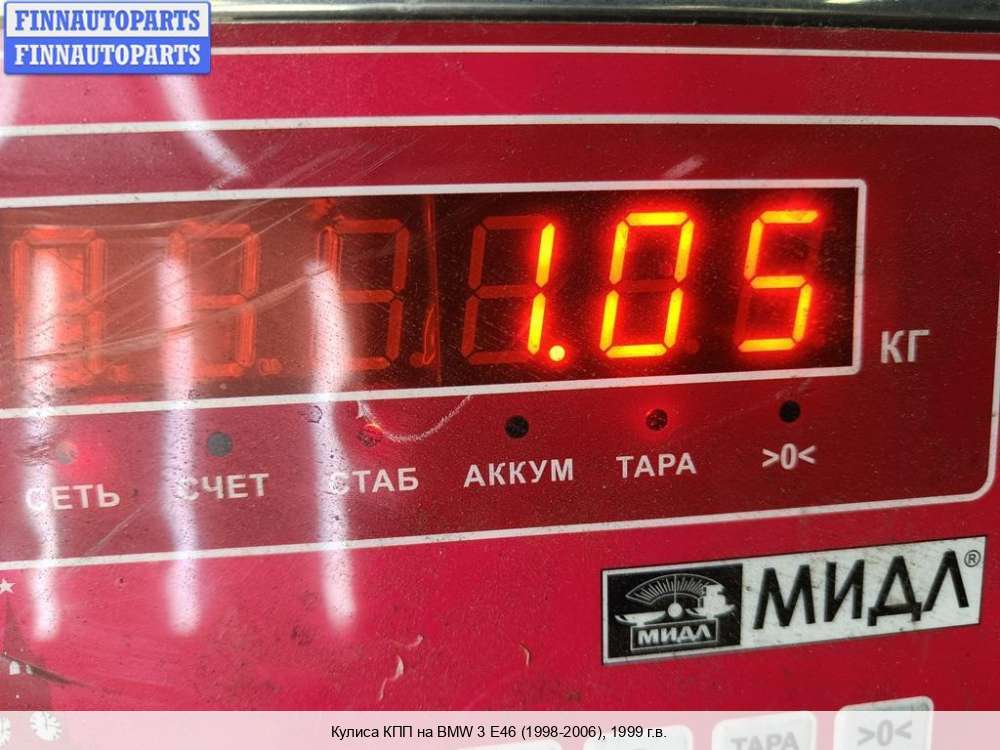 FINNAUTOPARTS
FINNAUTOPARTS
1.05
КГ
СЕТЬ СЧЕТ СТАБ АККУМ ТАРА >0<
МИДЛ МИДЛ®
ТАРА >0<
Кулиса КПП на BMW 3 E46 (1998-2006), 1999 г.в.